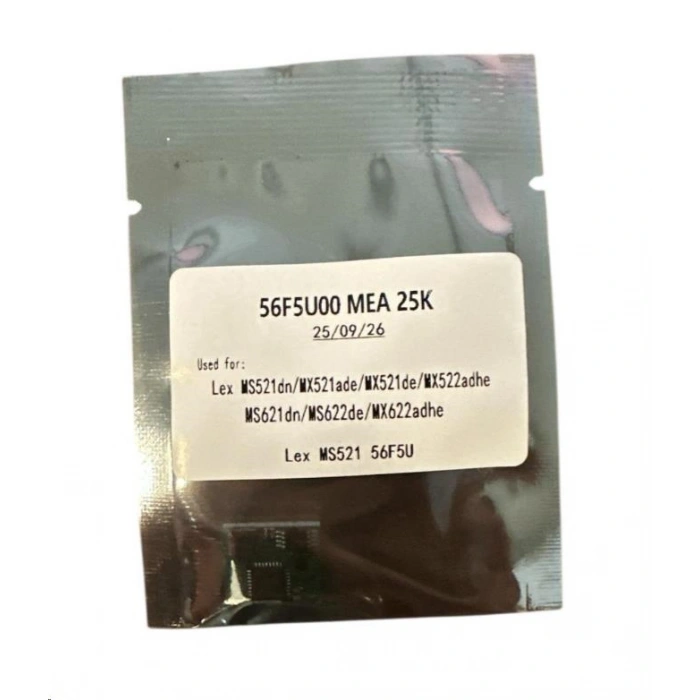 56F5U00 MEA 25K
25/09/26
Used for:
Lex MS521dn/MX521ade/MX521de/MX522adhe
MS621dn/MS622de/MX622adhe
Lex MS521 56F5U